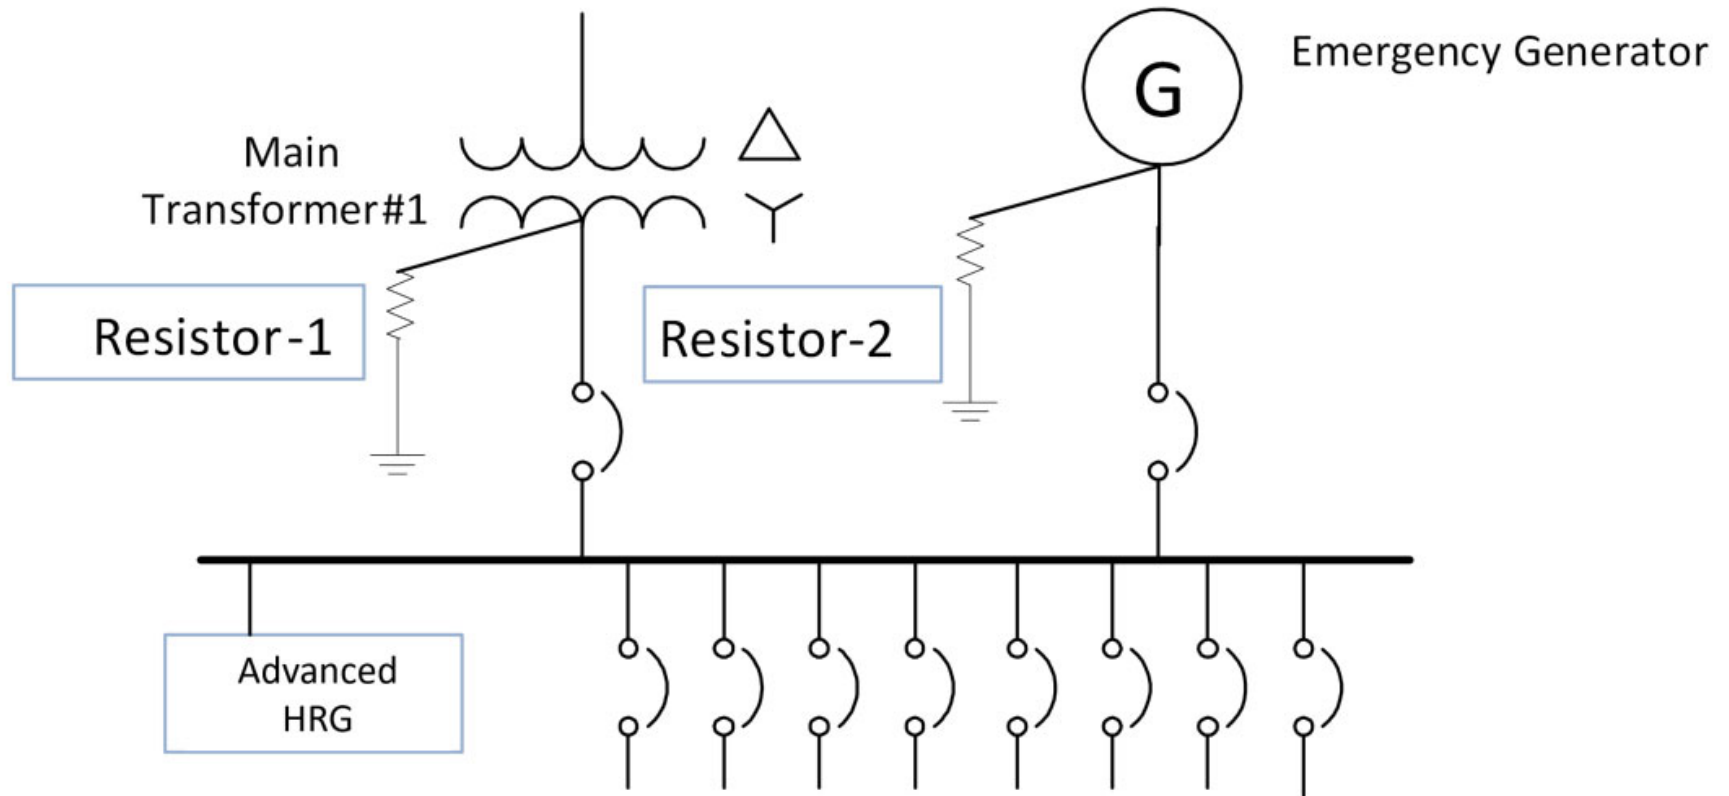 G
Emergency Generator
Main
Transformer#1
Resistor-1
Resistor-2
Advanced
HRG